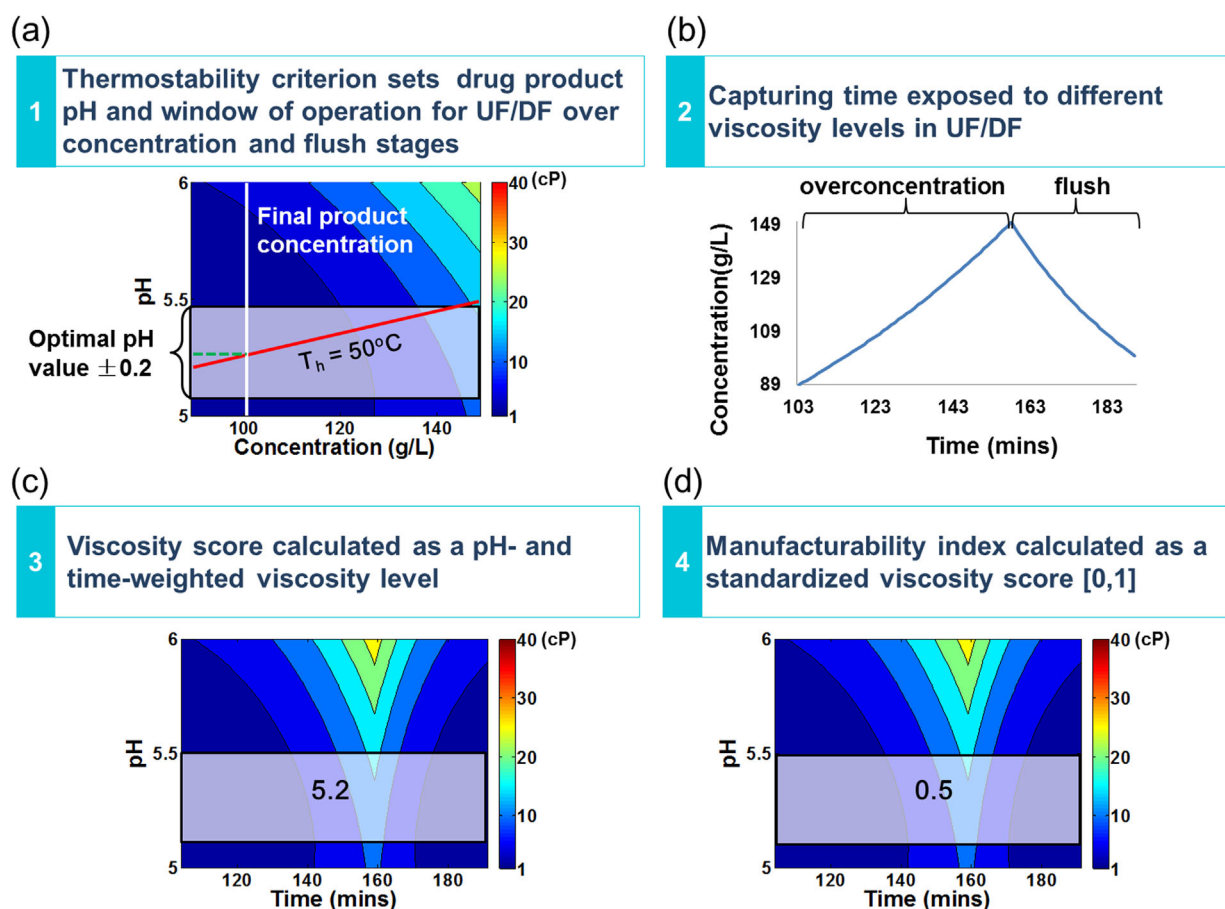 (a)
1
Thermostability criterion sets drug product
pH and window of operation for UF/DF over
concentration and flush stages
6
5.5
5
pH
Final product
concentration
Optimal pH
value ±0.2
Tₕ = 50°C
100
120
140
Concentration (g/L)
40 (cP)
30
20
10
1
(b)
2
Capturing time exposed to different
viscosity levels in UF/DF
overconcentration
flush
149
129
109
89
Concentration(g/L)
103
123
143
163
183
Time (mins)
(c)
3
Viscosity score calculated as a pH- and
time-weighted viscosity level
6
5.5
5
pH
5.2
120
140
160
180
Time (mins)
40 (cP)
30
20
10
1
(d)
4
Manufacturability index calculated as a
standardized viscosity score [0,1]
6
5.5
5
pH
0.5
120
140
160
180
Time (mins)
40 (cP)
30
20
10
1